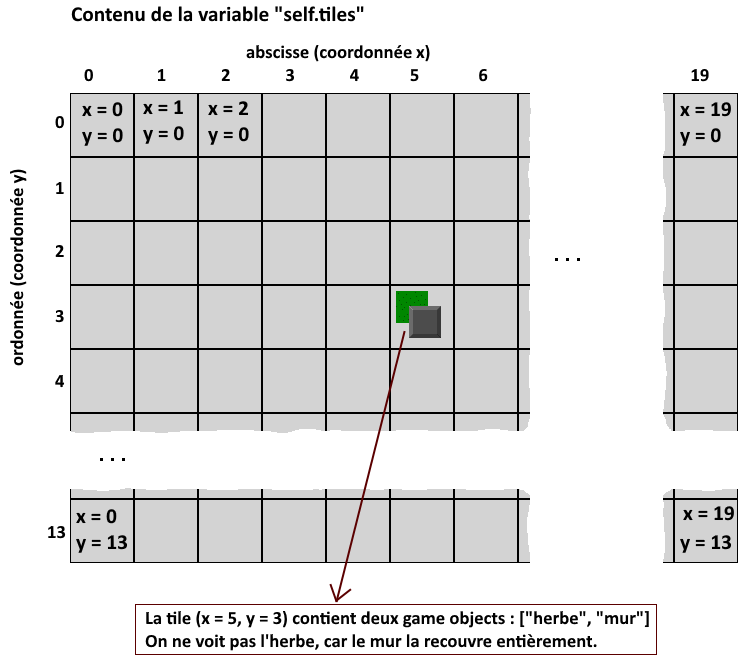 Contenu de la variable "self.tiles"
abscisse (coordonnée x)
0 1 2 3 4 5 6 19
ordonnée (coordonnée y)
0
x = 0 x = 1 x = 2 x = 19
y = 0 y = 0 y = 0 y = 0
1
2
. . .
3
4
. . .
13
x = 0 x = 19
y = 13 y = 13
La tile (x = 5, y = 3) contient deux game objects : ["herbe", "mur"]
On ne voit pas l'herbe, car le mur la recouvre entièrement.